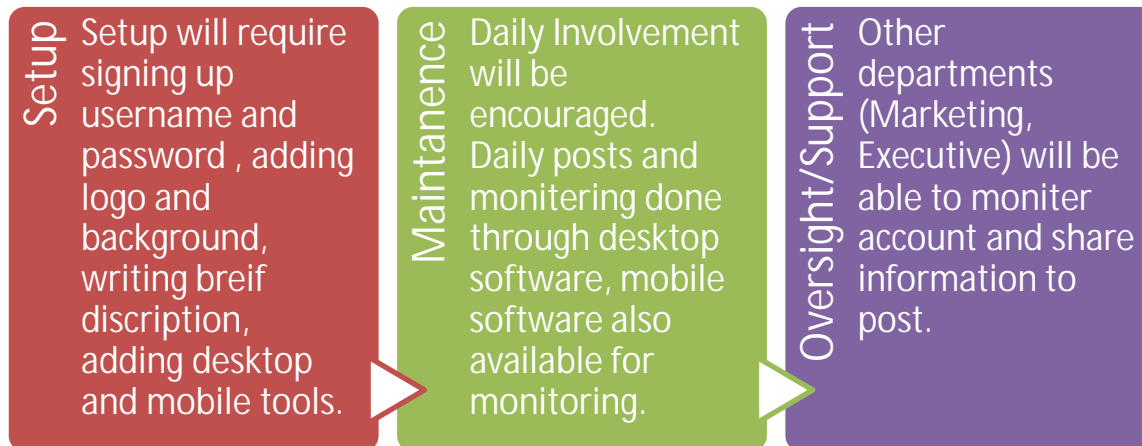 Setup
Setup will require
signing up
username and
password , adding
logo and
background,
writing breif
discription,
adding desktop
and mobile tools.
Maintanence
Daily Involvement
will be
encouraged.
Daily posts and
monitering done
through desktop
software, mobile
software also
available for
monitoring.
Oversight/Support
Other
departments
(Marketing,
Executive) will be
able to moniter
account and share
information to
post.